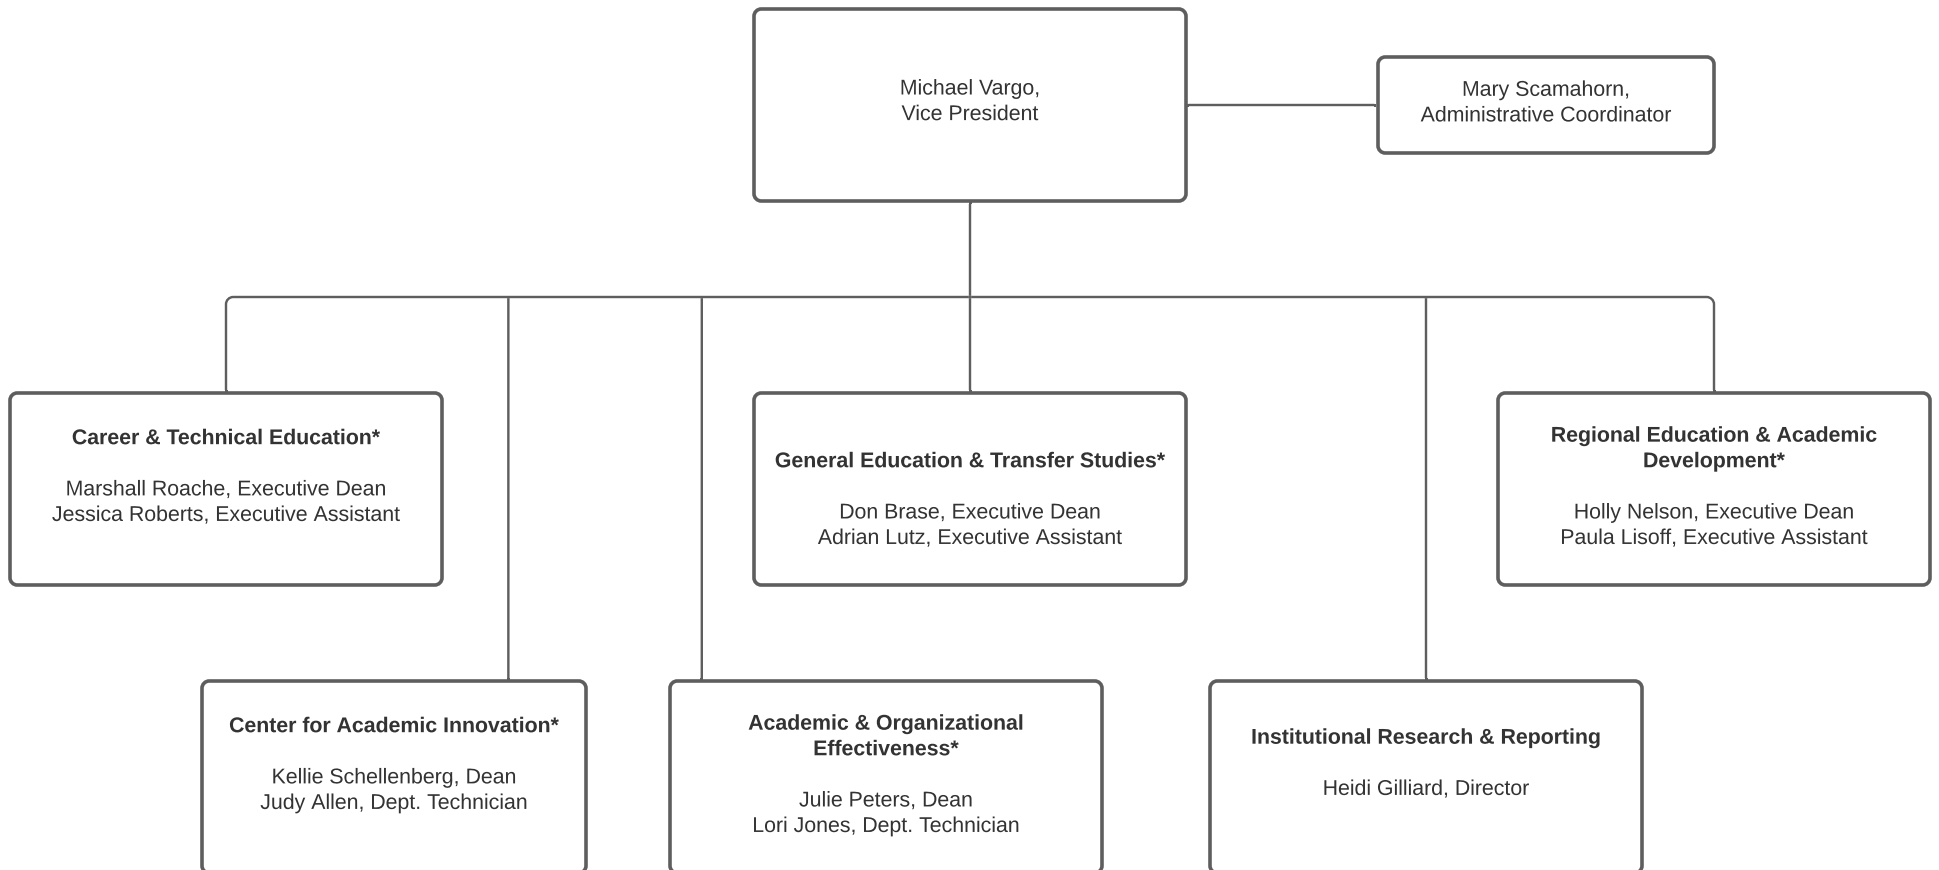 Michael Vargo,
Vice President
Mary Scamahorn,
Administrative Coordinator
Career & Technical Education*
Marshall Roache, Executive Dean
Jessica Roberts, Executive Assistant
General Education & Transfer Studies*
Don Brase, Executive Dean
Adrian Lutz, Executive Assistant
Regional Education & Academic
Development*
Holly Nelson, Executive Dean
Paula Lisoff, Executive Assistant
Center for Academic Innovation*
Kellie Schellenberg, Dean
Judy Allen, Dept. Technician
Academic & Organizational
Effectiveness*
Julie Peters, Dean
Lori Jones, Dept. Technician
Institutional Research & Reporting
Heidi Gilliard, Director